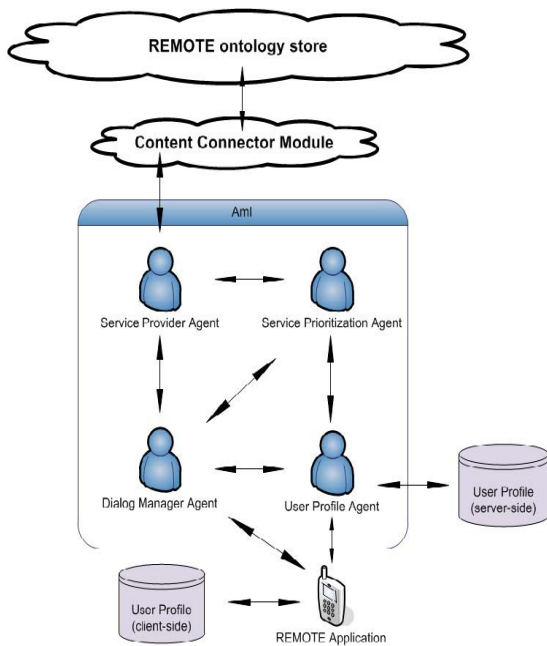 REMOTE ontology store
Content Connector Module
AmI
Service Provider Agent
Service Prioritization Agent
Dialog Manager Agent
User Profile Agent
User Profile
(server-side)
User Profile
(client-side)
REMOTE Application